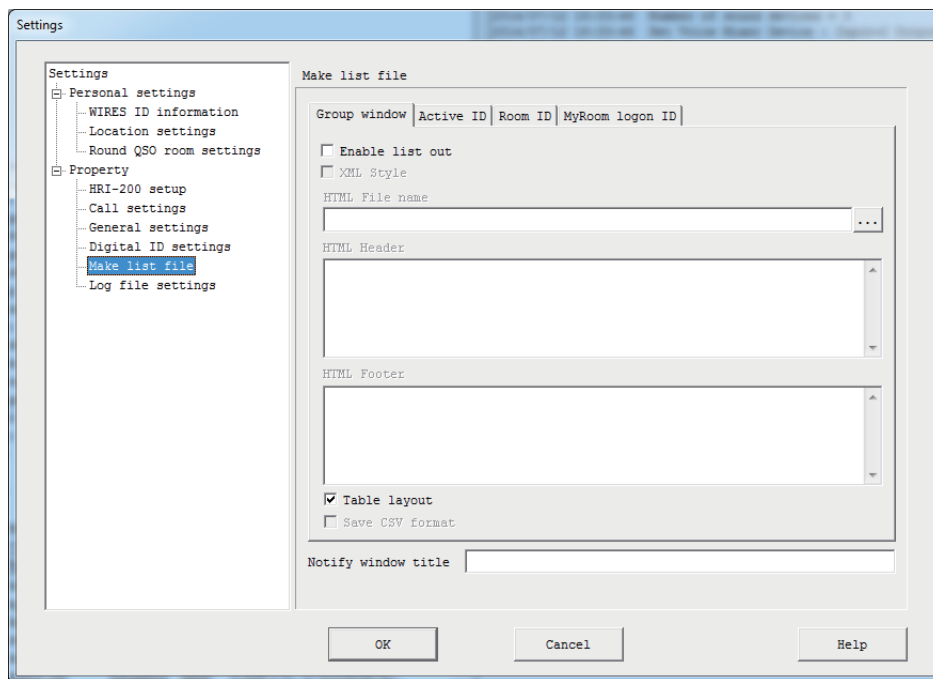 Settings
Settings
Personal settings
WIRES ID information
Location settings
Round QSO room settings
Property
HRI-200 setup
Call settings
General settings
Digital ID settings
Make list file
Log file settings
Make list file
Group window Active ID Room ID MyRoom logon ID
Enable list out
XML Style
HTML File name
...
HTML Header
HTML Footer
Table layout
Save CSV format
Notify window title
OK Cancel Help